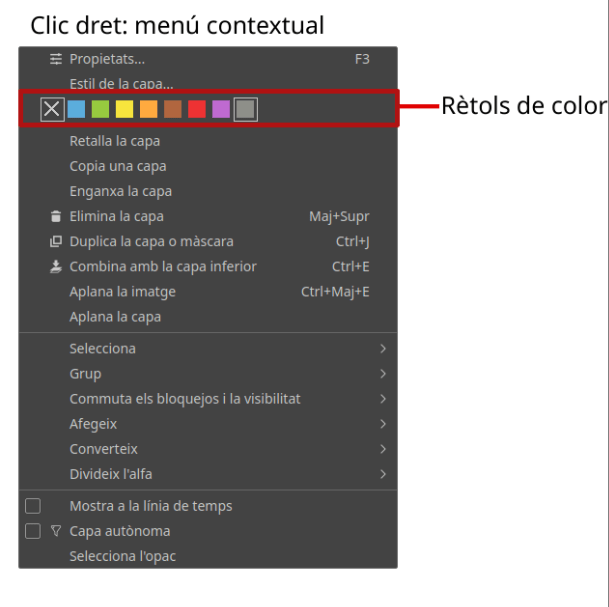 Clic dret: menú contextual
Propietats... F3
Estil de la capa...
Rètols de color
Retalla la capa
Copia una capa
Enganxa la capa
Elimina la capa Maj+Supr
Duplica la capa o màscara Ctrl+J
Combina amb la capa inferior Ctrl+E
Aplana la imatge Ctrl+Maj+E
Aplana la capa
Selecciona
Grup
Commuta els bloquejos i la visibilitat
Afegeix
Converteix
Divideix l'alfa
Mostra a la línia de temps
Capa autònoma
Selecciona l'opac